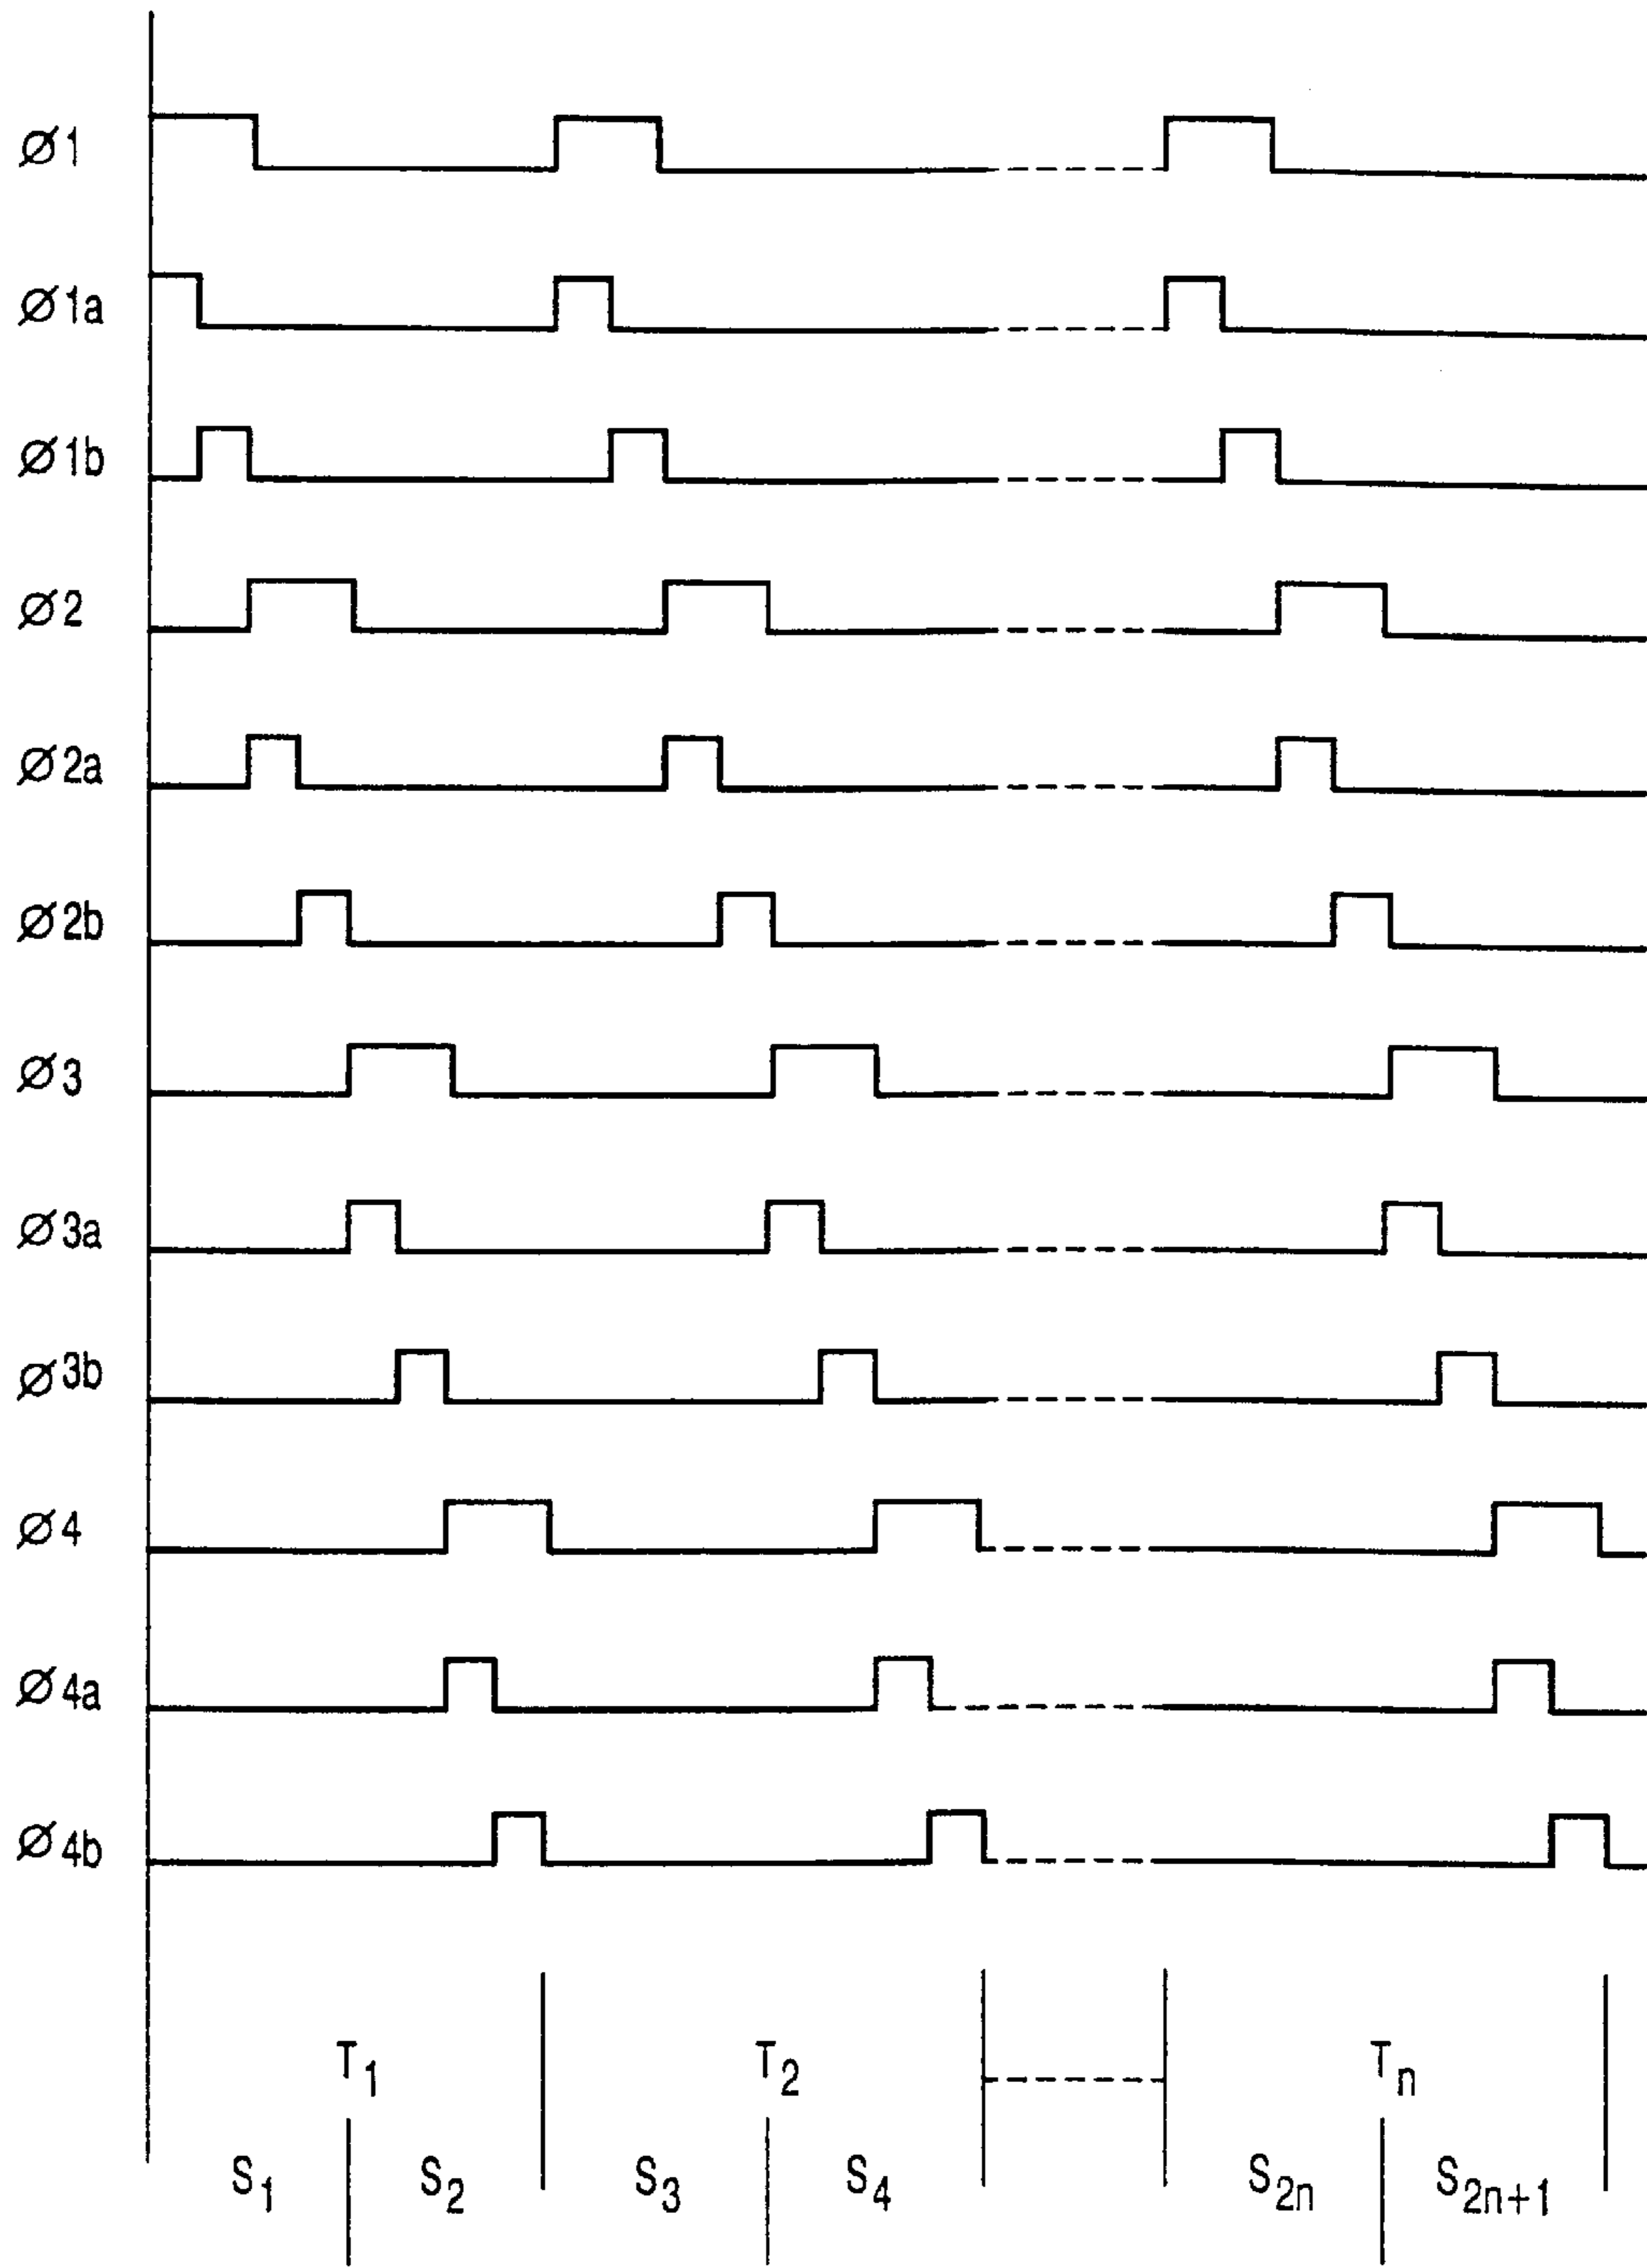 Ø1
Ø1a
Ø1b
Ø2
Ø2a
Ø2b
Ø3
Ø3a
Ø3b
Ø4
Ø4a
Ø4b
T₁ T₂ Tₙ
S₁ S₂ S₃ S₄ S₂ₙ S₂ₙ₊₁